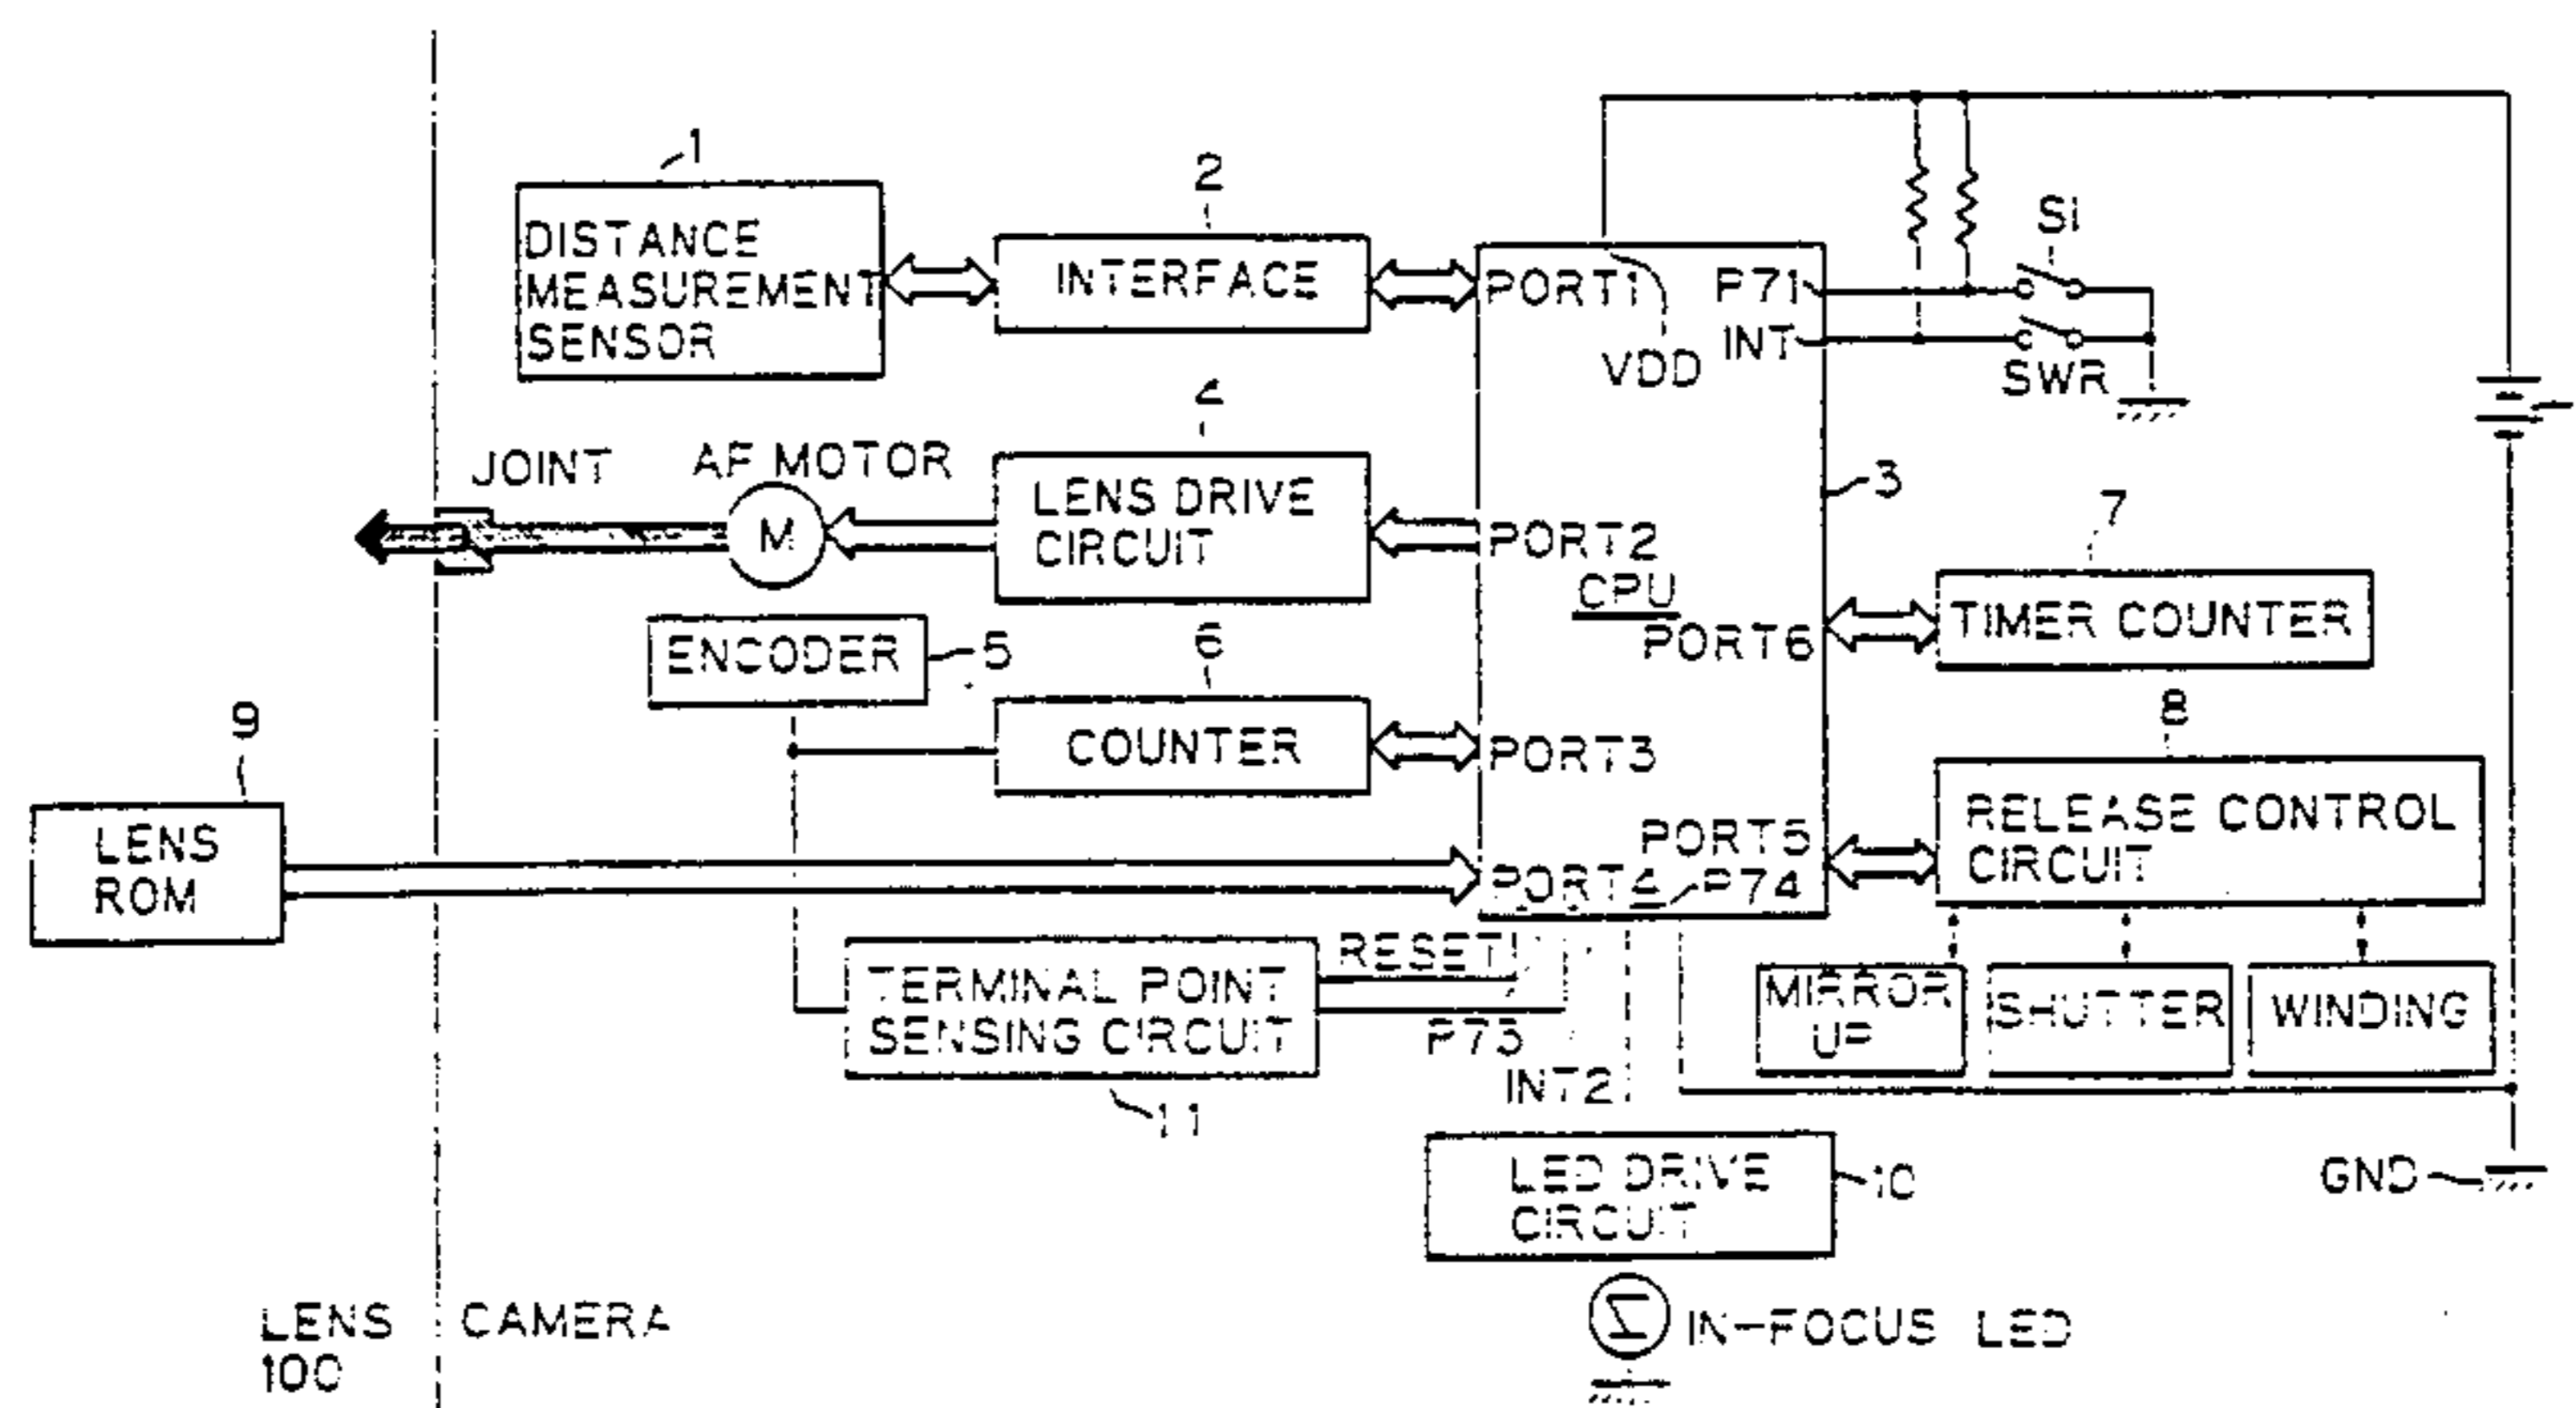 1
DISTANCE
MEASUREMENT
SENSOR
2
INTERFACE
PORT1
VDD
P71
INT
S1
SWR
JOINT
AF MOTOR
M
4
LENS DRIVE
CIRCUIT
PORT2
CPU
3
7
TIMER COUNTER
PORT6
ENCODER
5
6
COUNTER
PORT3
8
RELEASE CONTROL
CIRCUIT
PORT5
9
LENS
ROM
PORT4
P74
TERMINAL POINT
SENSING CIRCUIT
RESET
P73
INT2
11
MIRROR
UP
SHUTTER
WINDING
LED DRIVE
CIRCUIT
10
GND
IN-FOCUS LED
LENS
100
CAMERA